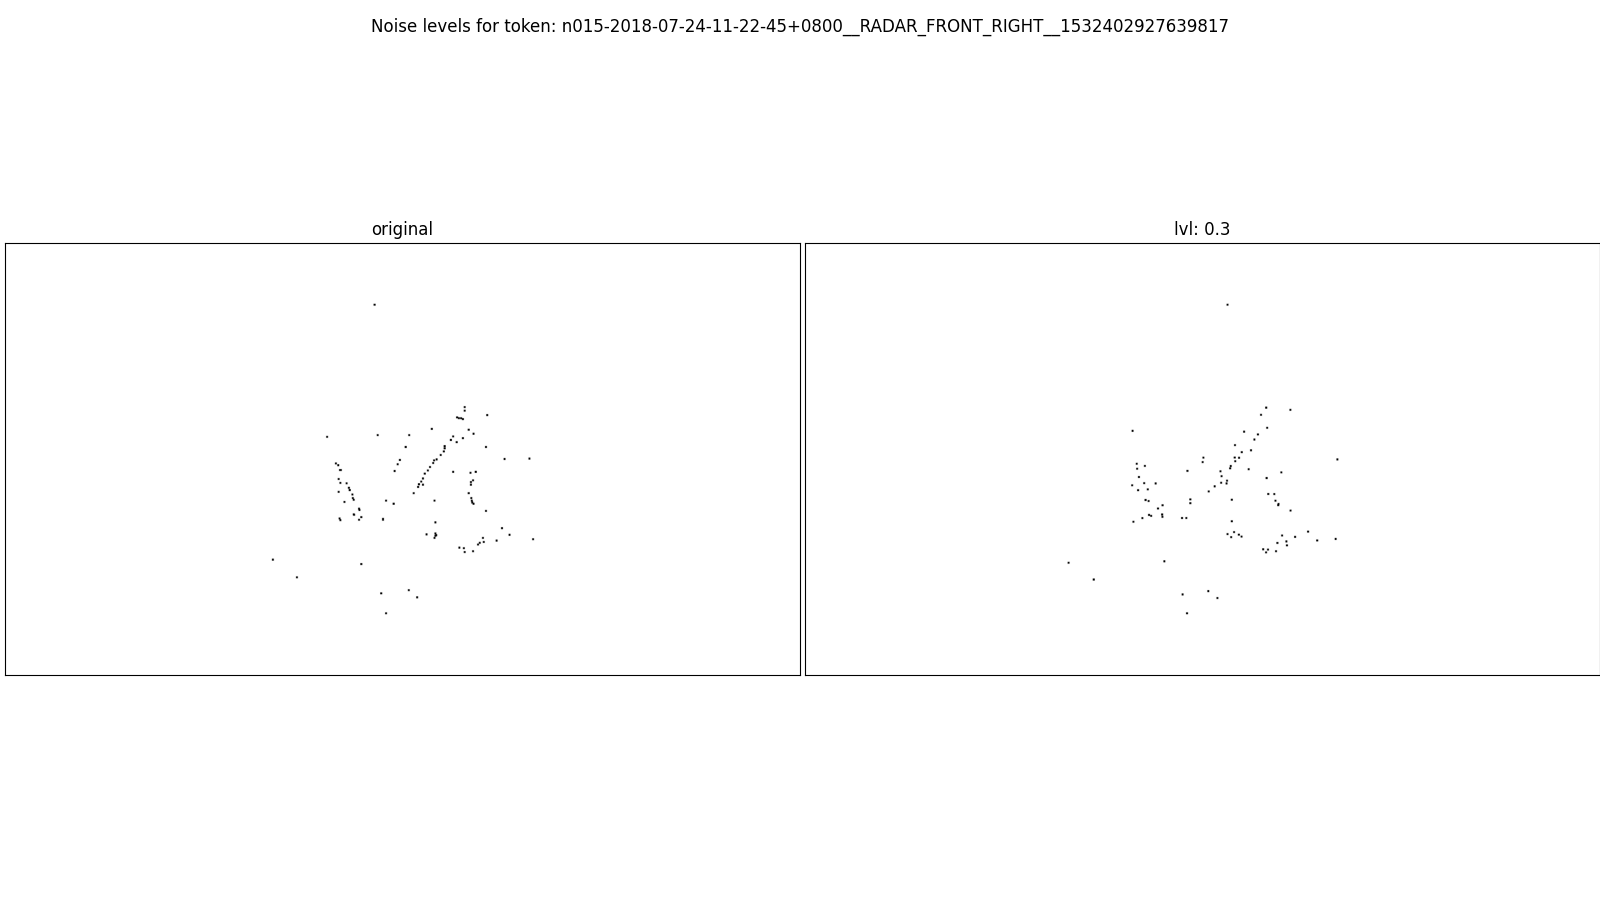 Noise levels for token: n015-2018-07-24-11-22-45+0800__RADAR_FRONT_RIGHT__1532402927639817
original
lvl: 0.3